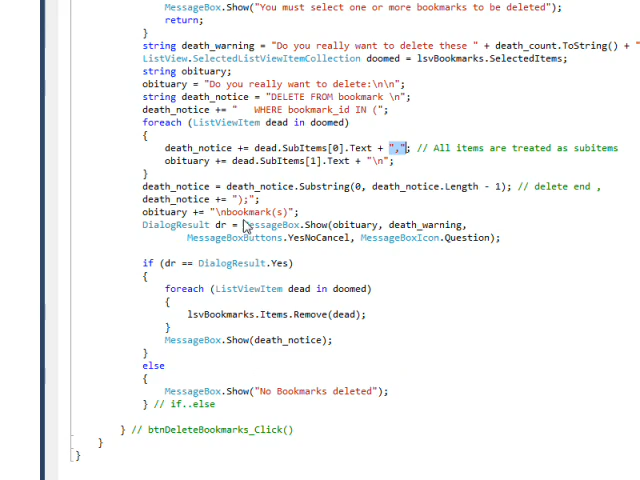 MessageBox.Show("You must select one or more bookmarks to be deleted");
return;
}
string death_warning = "Do you really want to delete these " + death_count.ToString() + "
ListView.SelectedListViewItemCollection doomed = lsvBookmarks.SelectedItems;
string obituary;
obituary = "Do you really want to delete:\n\n";
string death_notice = "DELETE FROM bookmark \n";
death_notice += "   WHERE bookmark_id IN (";
foreach (ListViewItem dead in doomed)
{
death_notice += dead.SubItems[0].Text + ","; // All items are treated as subitems
obituary += dead.SubItems[1].Text + "\n";
}
death_notice = death_notice.Substring(0, death_notice.Length - 1); // delete end ,
death_notice += ");";
obituary += "\nbookmark(s)";
DialogResult dr = MessageBox.Show(obituary, death_warning,
MessageBoxButtons.YesNoCancel, MessageBoxIcon.Question);
if (dr == DialogResult.Yes)
{
foreach (ListViewItem dead in doomed)
{
lsvBookmarks.Items.Remove(dead);
}
MessageBox.Show(death_notice);
}
else
{
MessageBox.Show("No Bookmarks deleted");
} // if..else
} // btnDeleteBookmarks_Click()
}
}